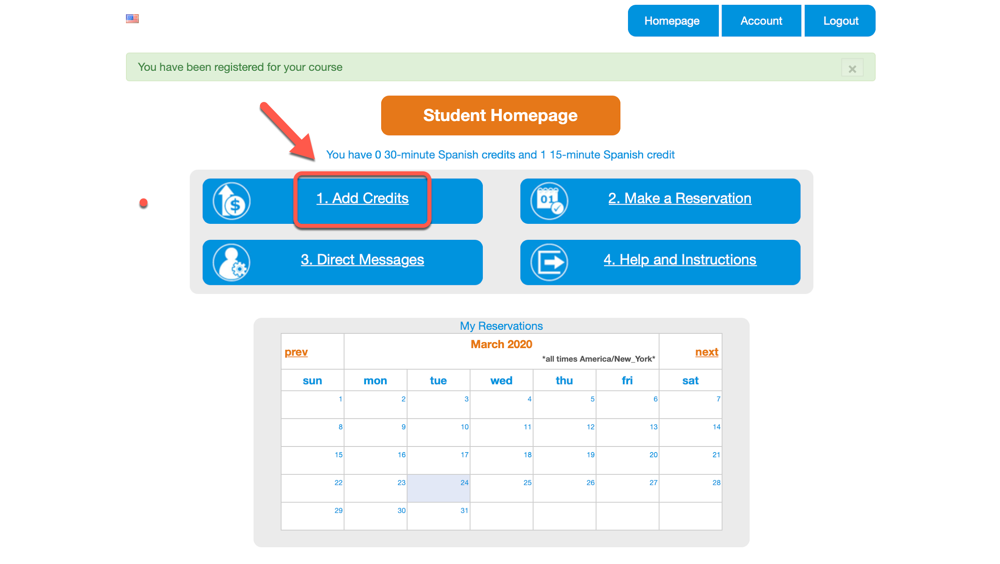 Homepage Account Logout
You have been registered for your course
×
Student Homepage
You have 0 30-minute Spanish credits and 1 15-minute Spanish credit
$ 1. Add Credits
01 2. Make a Reservation
3. Direct Messages
4. Help and Instructions
My Reservations
prev March 2020 next
*all times America/New_York*
sun mon tue wed thu fri sat
1 2 3 4 5 6 7
8 9 10 11 12 13 14
15 16 17 18 19 20 21
22 23 24 25 26 27 28
29 30 31